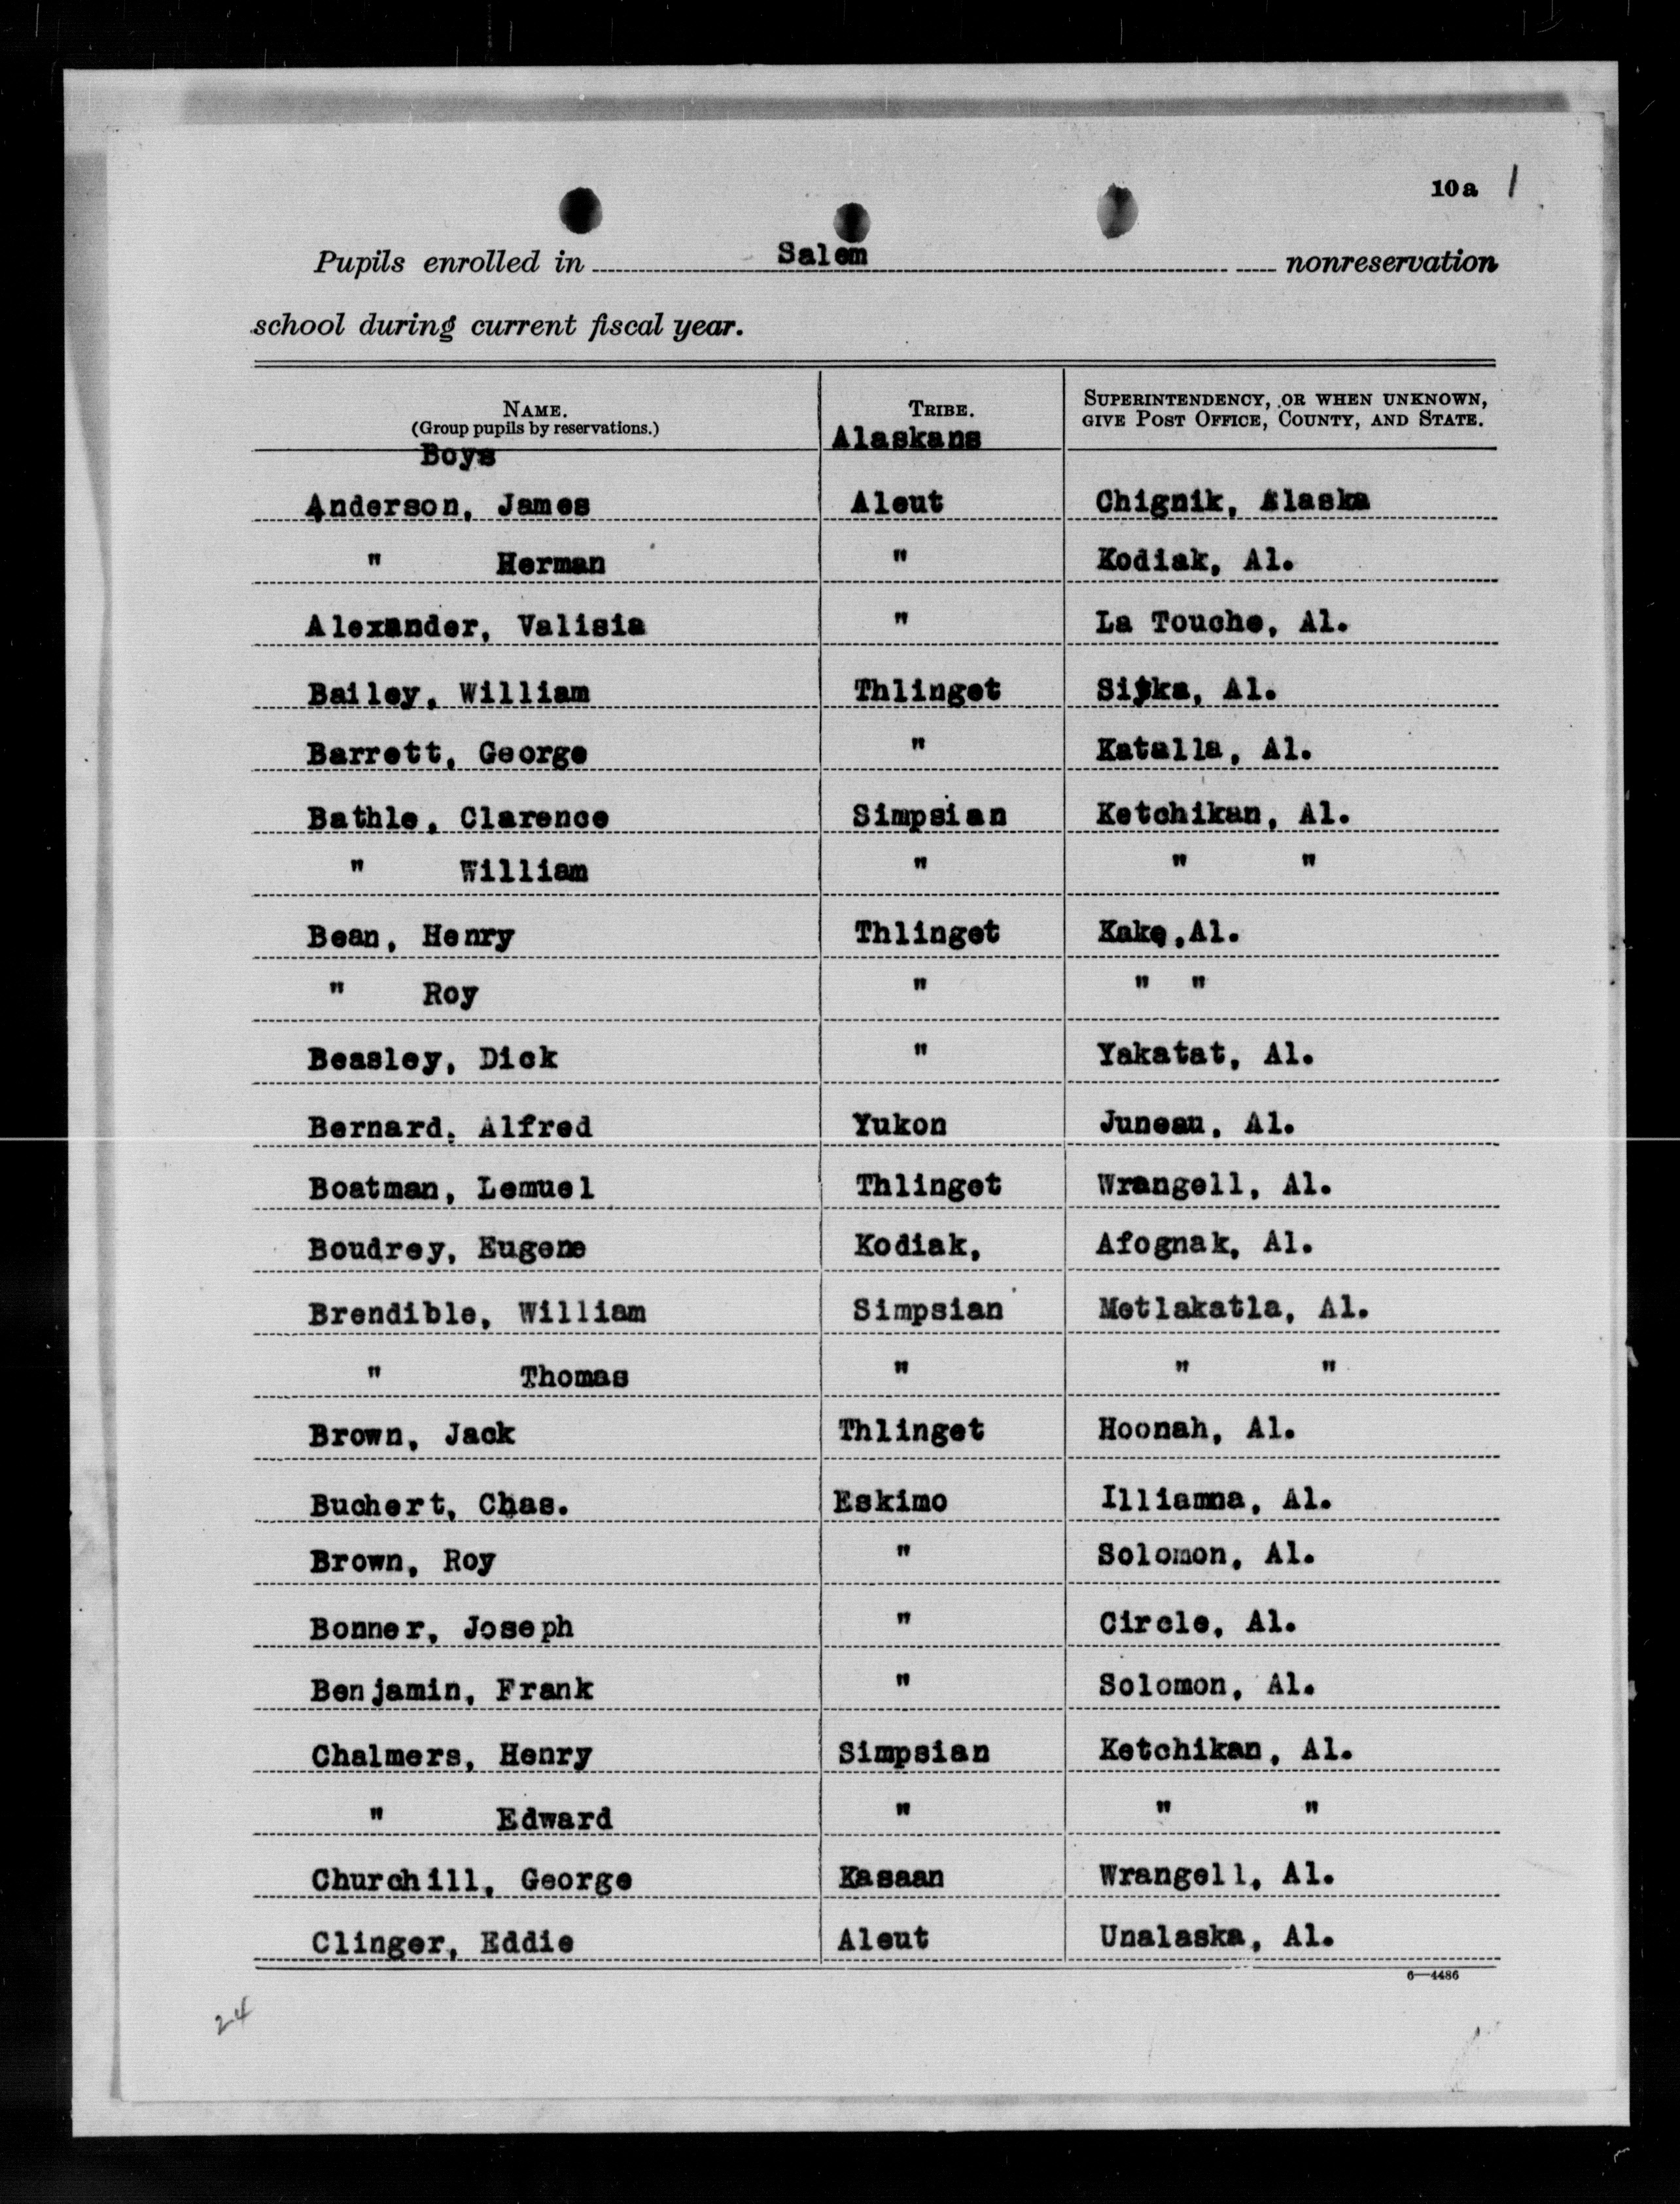 10a 1
Pupils enrolled in Salem nonreservation
school during current fiscal year.
NAME. TRIBE. SUPERINTENDENCY, OR WHEN UNKNOWN,
(Group pupils by reservations.) Alaskans GIVE POST OFFICE, COUNTY, AND STATE.
Boys
Anderson, James Aleut Chignik, Alaska
" Herman " Kodiak, Al.
Alexander, Valisia " La Touche, Al.
Bailey, William Thlinget Sitka, Al.
Barrett, George " Katalla, Al.
Bathle, Clarence Simpsian Ketchikan, Al.
" William " " "
Bean, Henry Thlinget Kake,Al.
" Roy " " "
Beasley, Dick " Yakatat, Al.
Bernard, Alfred Yukon Juneau, Al.
Boatman, Lemuel Thlinget Wrangell, Al.
Boudrey, Eugene Kodiak, Afognak, Al.
Brendible, William Simpsian Metlakatla, Al.
" Thomas " " "
Brown, Jack Thlinget Hoonah, Al.
Buchert, Chas. Eskimo Illiamna, Al.
Brown, Roy " Solomon, Al.
Bonner, Joseph " Circle, Al.
Benjamin, Frank " Solomon, Al.
Chalmers, Henry Simpsian Ketchikan, Al.
" Edward " " "
Churchill, George Kasaan Wrangell, Al.
Clinger, Eddie Aleut Unalaska, Al.
6—4486
24